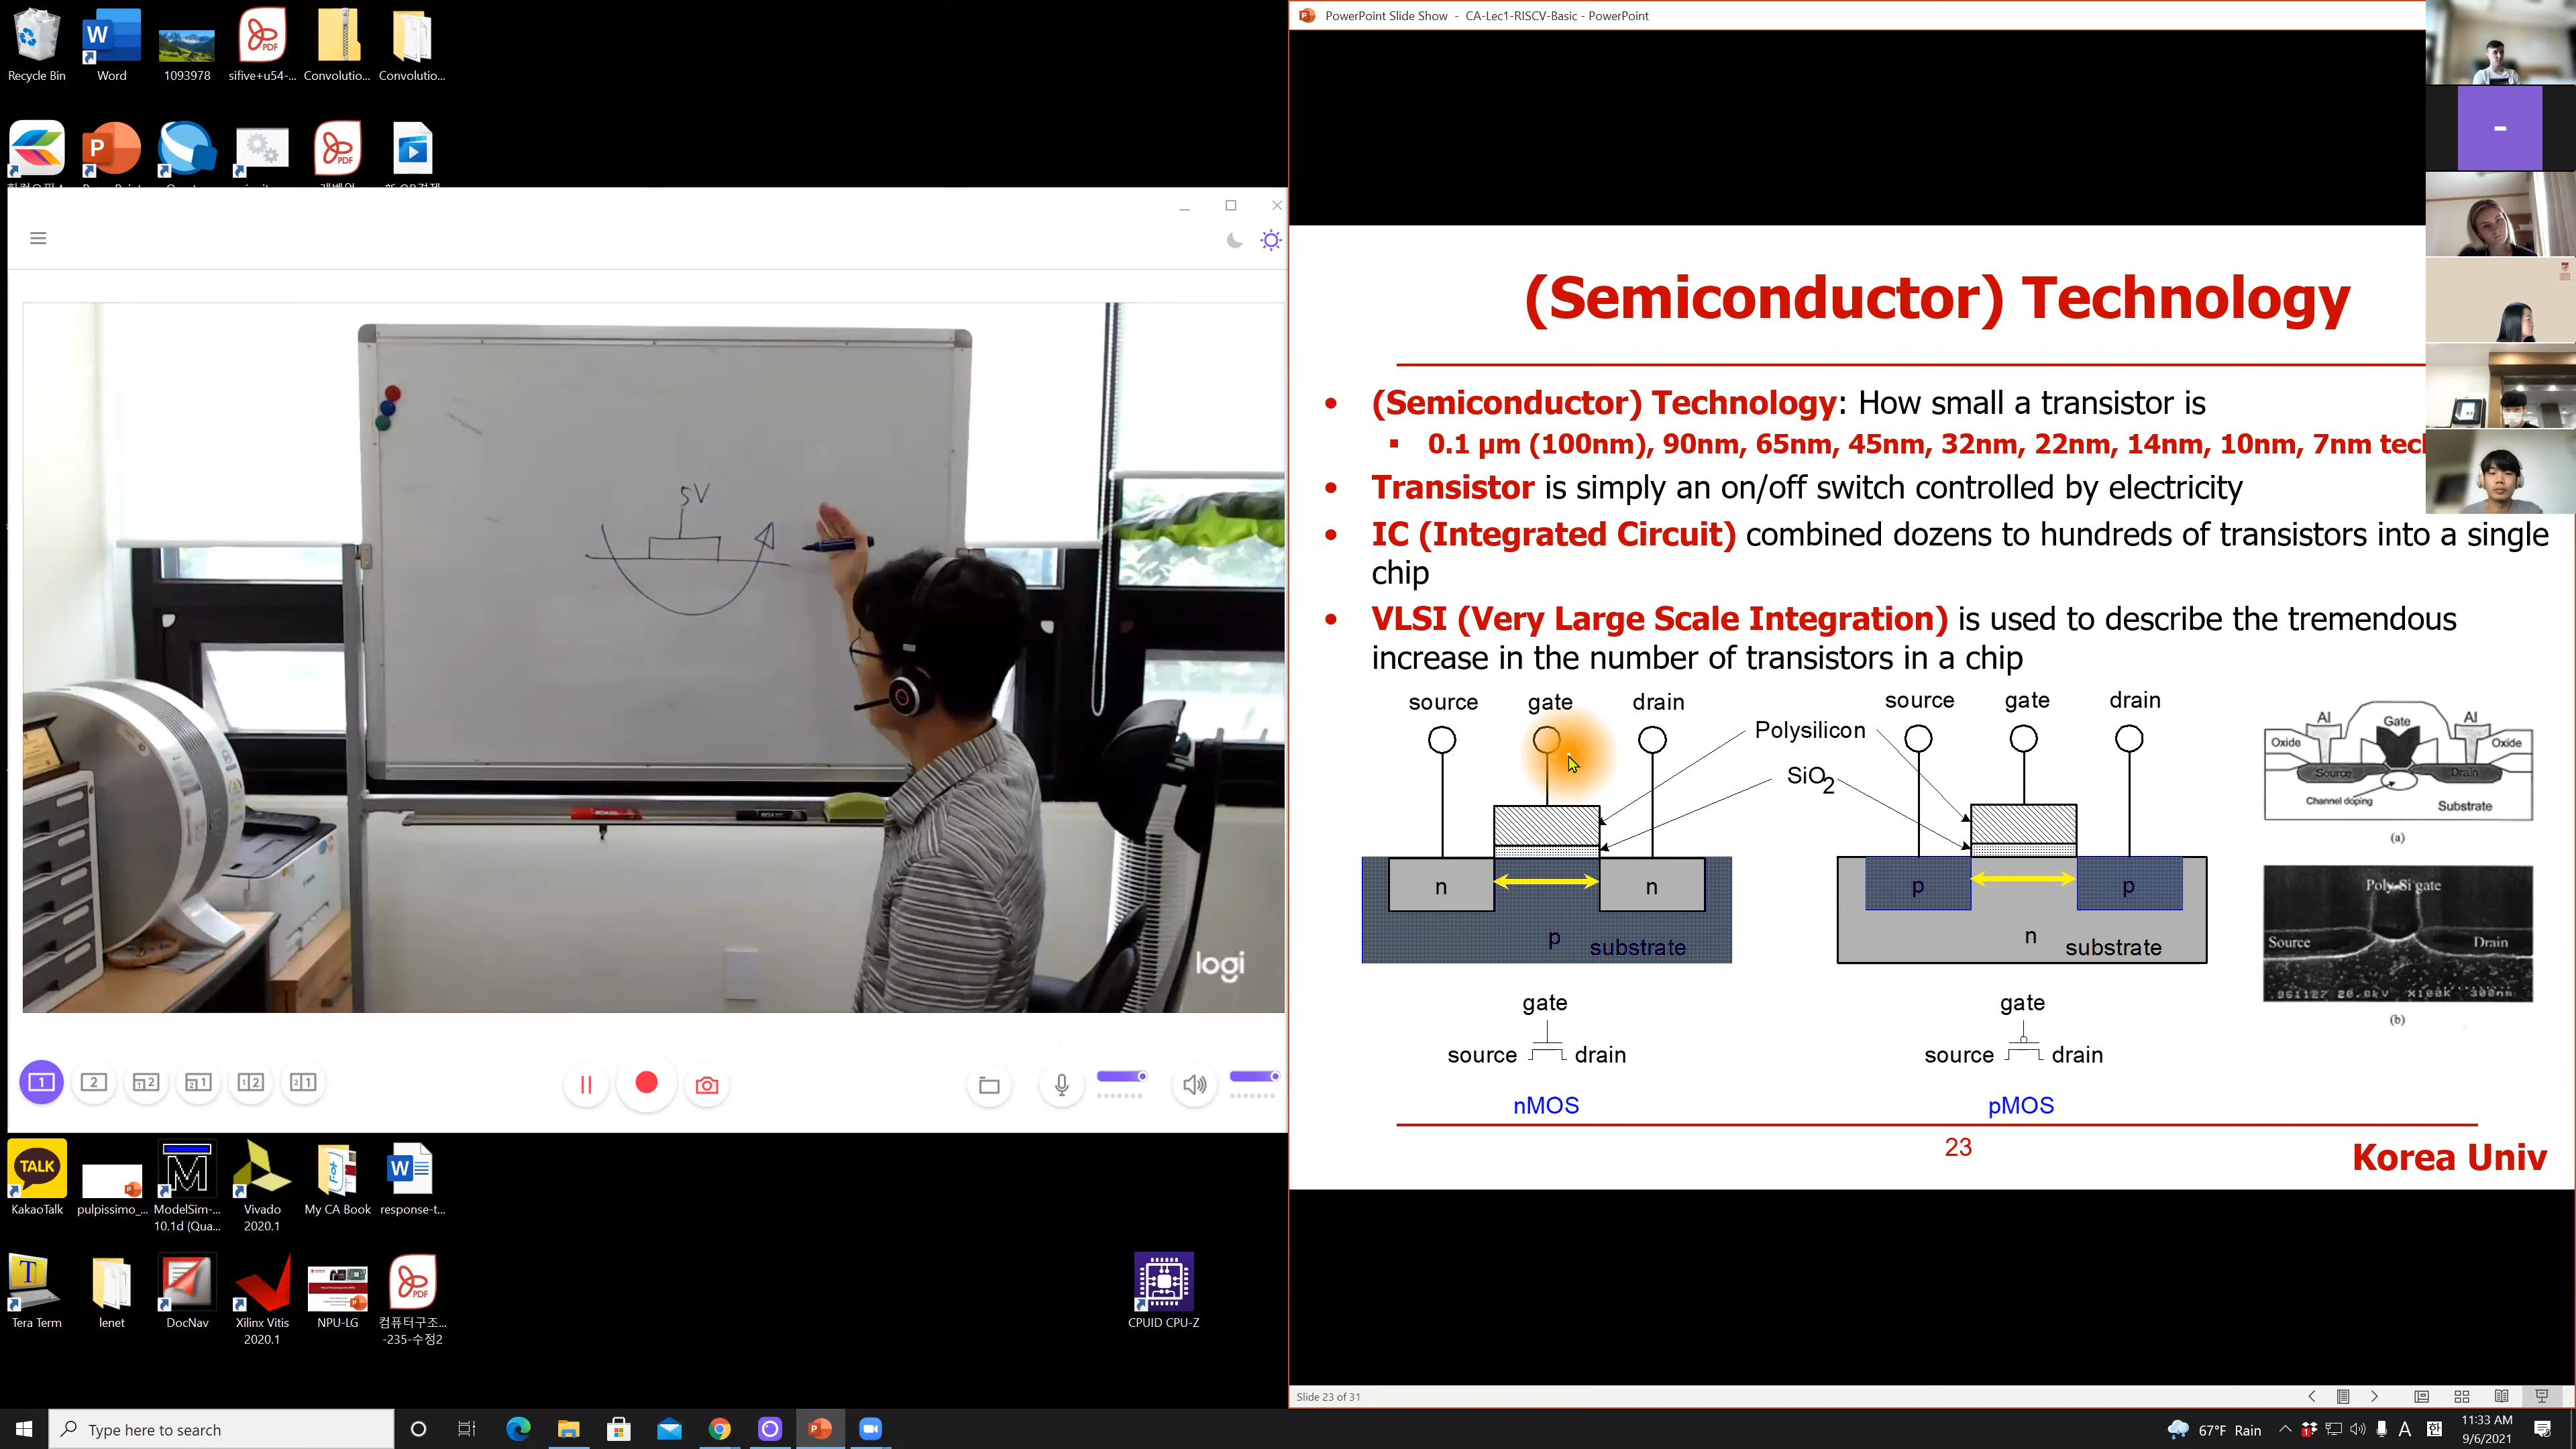 Recycle Bin
Word
1093978
sifive+u54-...
Convolutio...
Convolutio...
TALK
KakaoTalk
pulpissimo_...
ModelSim-...
10.1d (Qua...
Vivado
2020.1
My CA Book
response-t...
Tera Term
lenet
DocNav
Xilinx Vitis
2020.1
NPU-LG
컴퓨터구조...
-235-수정2
CPUID CPU-Z
5V
logi
1
2
PowerPoint Slide Show - CA-Lec1-RISCV-Basic - PowerPoint
(Semiconductor) Technology
• (Semiconductor) Technology: How small a transistor is
▪ 0.1 μm (100nm), 90nm, 65nm, 45nm, 32nm, 22nm, 14nm, 10nm, 7nm tec
• Transistor is simply an on/off switch controlled by electricity
• IC (Integrated Circuit) combined dozens to hundreds of transistors into a single
chip
• VLSI (Very Large Scale Integration) is used to describe the tremendous
increase in the number of transistors in a chip
source gate drain
Polysilicon
SiO2
n n
p substrate
gate
source drain
nMOS
source gate drain
p p
n substrate
gate
source drain
pMOS
Al Gate Al
Oxide Oxide
Source Drain
Channel doping
Substrate
(a)
Poly-Si gate
Source Drain
961127 20.0kV X100K 300nm
(b)
23
Korea Univ
Slide 23 of 31
Type here to search
67°F Rain
A
11:33 AM
9/6/2021